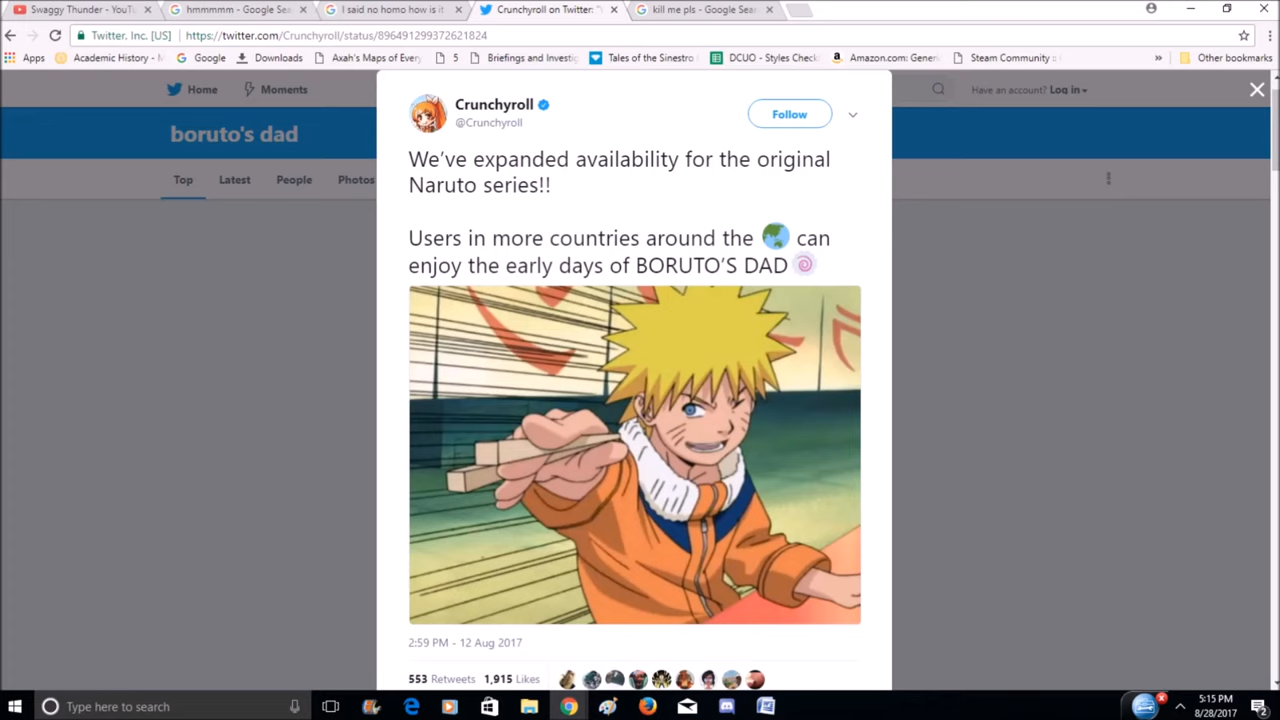 Swaggy Thunder - YouTu
hmmmmm - Google Sea
I said no homo how is it
Crunchyroll on Twitter: "
kill me pls - Google Sea
Twitter, Inc. [US]
https://twitter.com/Crunchyroll/status/896491299372621824
Apps
Academic History - M
Google
Downloads
Axah's Maps of Every
5
Briefings and Investig
Tales of the Sinestro
DCUO - Styles Check
Amazon.com: Generi
Steam Community ::
»
Other bookmarks
Home
Moments
Have an account? Log in
boruto's dad
Top
Latest
People
Photos
Crunchyroll
@Crunchyroll
Follow
We've expanded availability for the original
Naruto series!!
Users in more countries around the 🌏 can
enjoy the early days of BORUTO'S DAD🍥
2:59 PM - 12 Aug 2017
553 Retweets 1,915 Likes
Type here to search
5:15 PM
8/28/2017
2